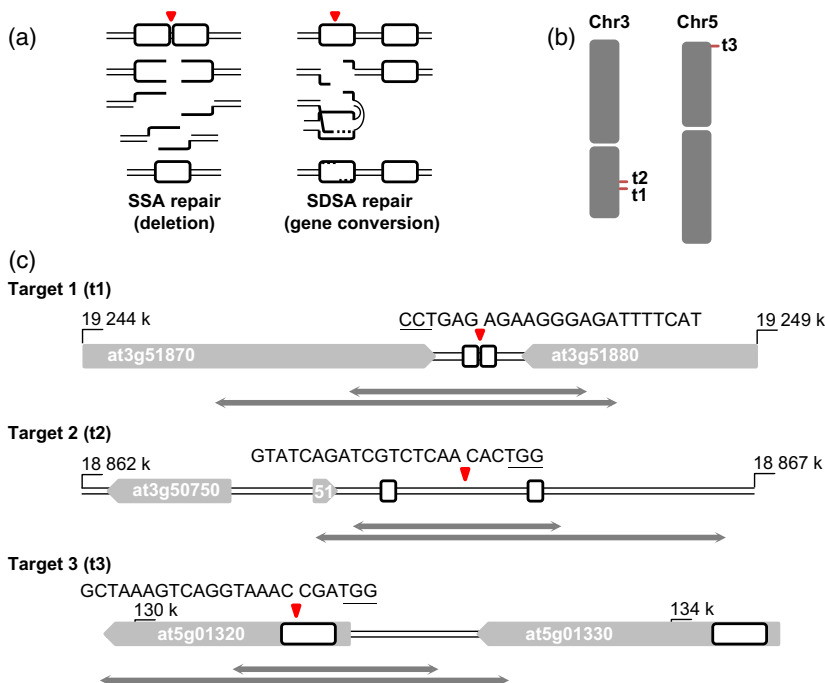 (a)
SSA repair
(deletion)
SDSA repair
(gene conversion)
(b)
Chr3
Chr5
t3
t2
t1
(c)
Target 1 (t1)
CCTGAG AGAAGGGAGATTTTCAT
19 244 k
19 249 k
at3g51870
at3g51880
Target 2 (t2)
GTATCAGATCGTCTCAA CACTGG
18 862 k
18 867 k
at3g50750
51
Target 3 (t3)
GCTAAAGTCAGGTAAAC CGATGG
130 k
134 k
at5g01320
at5g01330